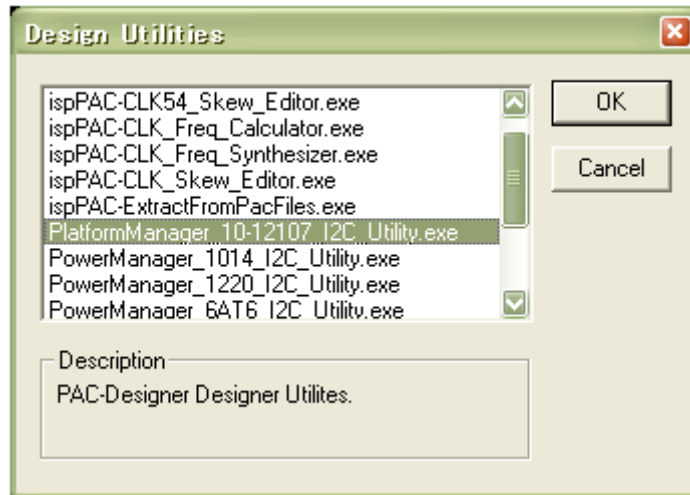 Design Utilities
ispPAC-CLK54_Skew_Editor.exe
ispPAC-CLK_Freq_Calculator.exe
ispPAC-CLK_Freq_Synthesizer.exe
ispPAC-CLK_Skew_Editor.exe
ispPAC-ExtractFromPacFiles.exe
PlatformManager_10-12107_I2C_Utility.exe
PowerManager_1014_I2C_Utility.exe
PowerManager_1220_I2C_Utility.exe
PowerManager_6AT6_I2C_Utility.exe
OK
Cancel
Description
PAC-Designer Designer Utilites.